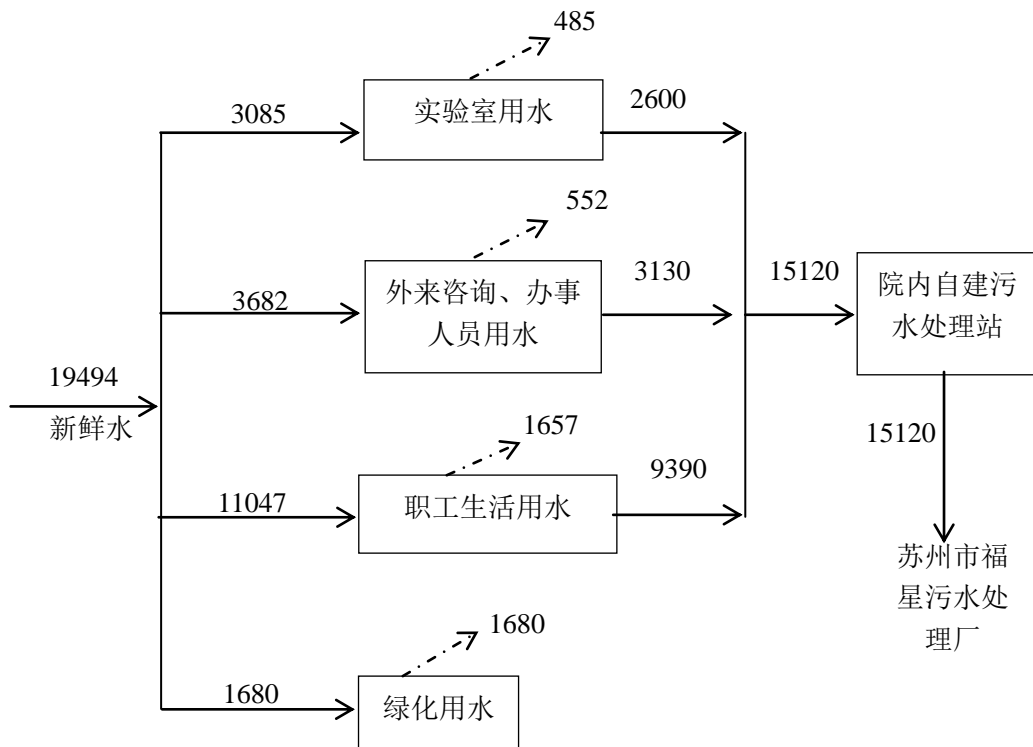 485
3085
实验室用水
2600
552
3682
外来咨询、办事
人员用水
3130
15120
院内自建污
水处理站
19494
新鲜水
1657
11047
职工生活用水
9390
15120
苏州市福
星污水处
理厂
1680
1680
绿化用水